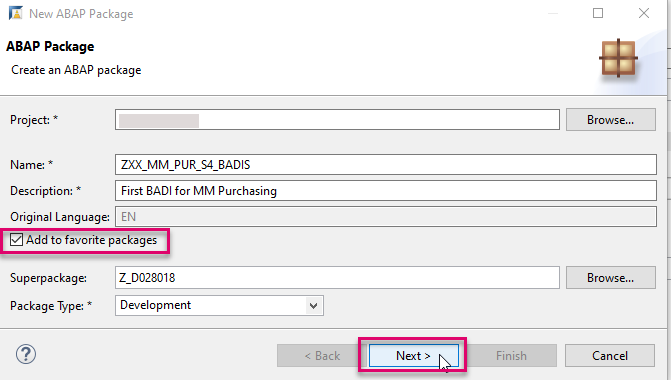 New ABAP Package
ABAP Package
Create an ABAP package
Project: *
Browse...
Name: * ZXX_MM_PUR_S4_BADIS
Description: * First BADI for MM Purchasing
Original Language: EN
Add to favorite packages
Superpackage: Z_D028018 Browse...
Package Type: * Development
? < Back Next > Finish Cancel